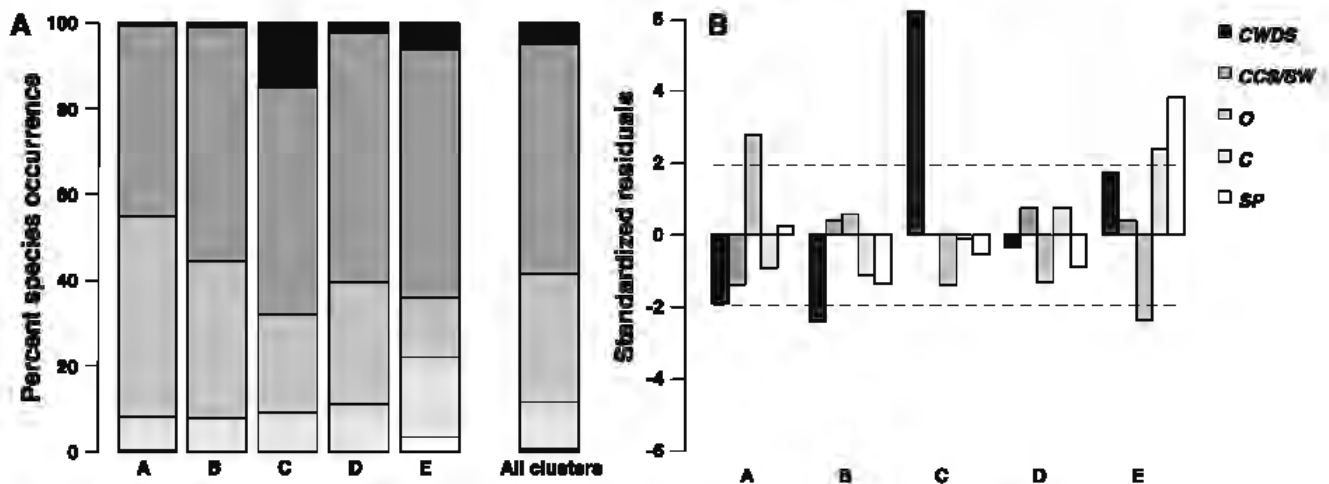 A
Percent species occurrence
100
80
60
40
20
0
A B C D E All clusters
B
Standardized residuals
6
4
2
0
-2
-4
-6
A B C D E
CWDS
CCS/SW
O
C
SP